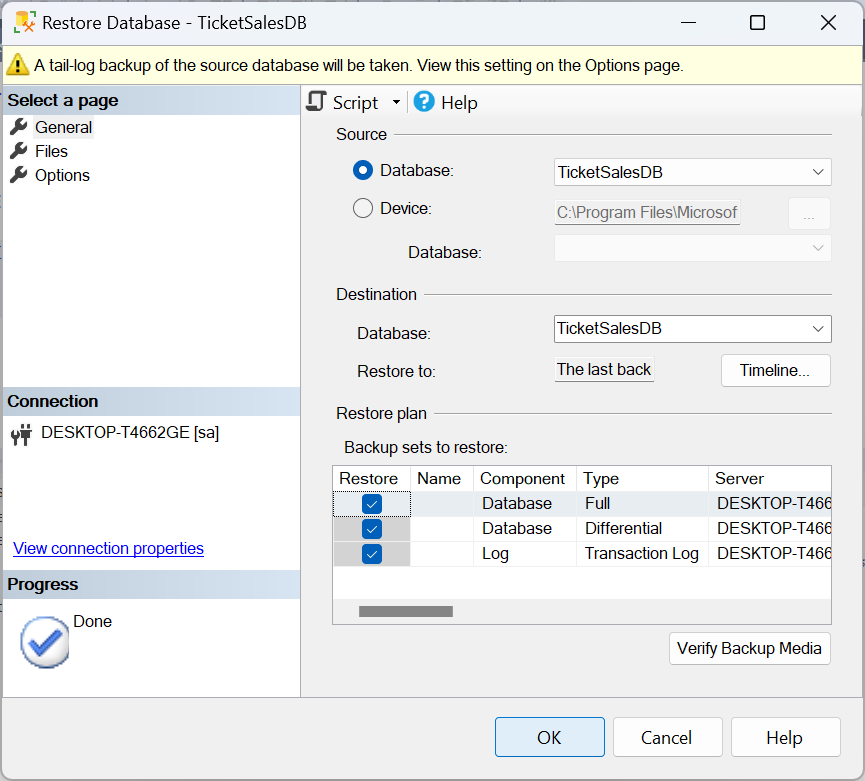 Restore Database - TicketSalesDB
A tail-log backup of the source database will be taken. View this setting on the Options page.
Select a page
General
Files
Options
Connection
DESKTOP-T4662GE [sa]
View connection properties
Progress
Done
Script
Help
Source
Database:
TicketSalesDB
Device:
C:\Program Files\Microsof
...
Database:
Destination
Database:
TicketSalesDB
Restore to:
The last back
Timeline...
Restore plan
Backup sets to restore:
Restore Name Component Type Server
Database Full DESKTOP-T466
Database Differential DESKTOP-T466
Log Transaction Log DESKTOP-T466
Verify Backup Media
OK
Cancel
Help